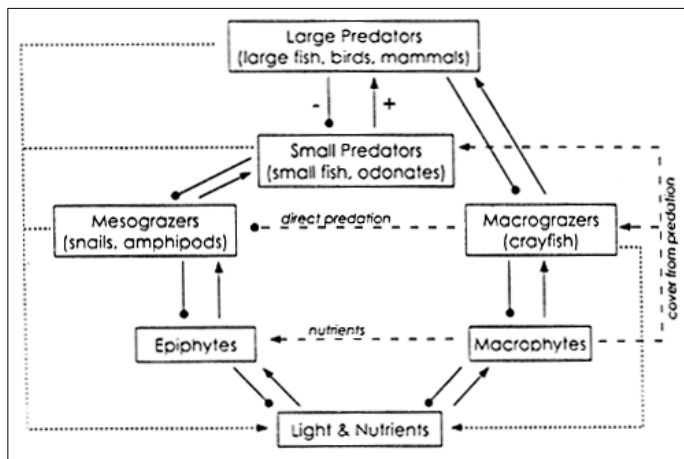 Large Predators
(large fish, birds, mammals)
- +
Small Predators
(small fish, odonates)
Mesograzers
(snails, amphipods)
direct predation
Macrograzers
(crayfish)
cover from predation
Epiphytes
nutrients
Macrophytes
Light & Nutrients